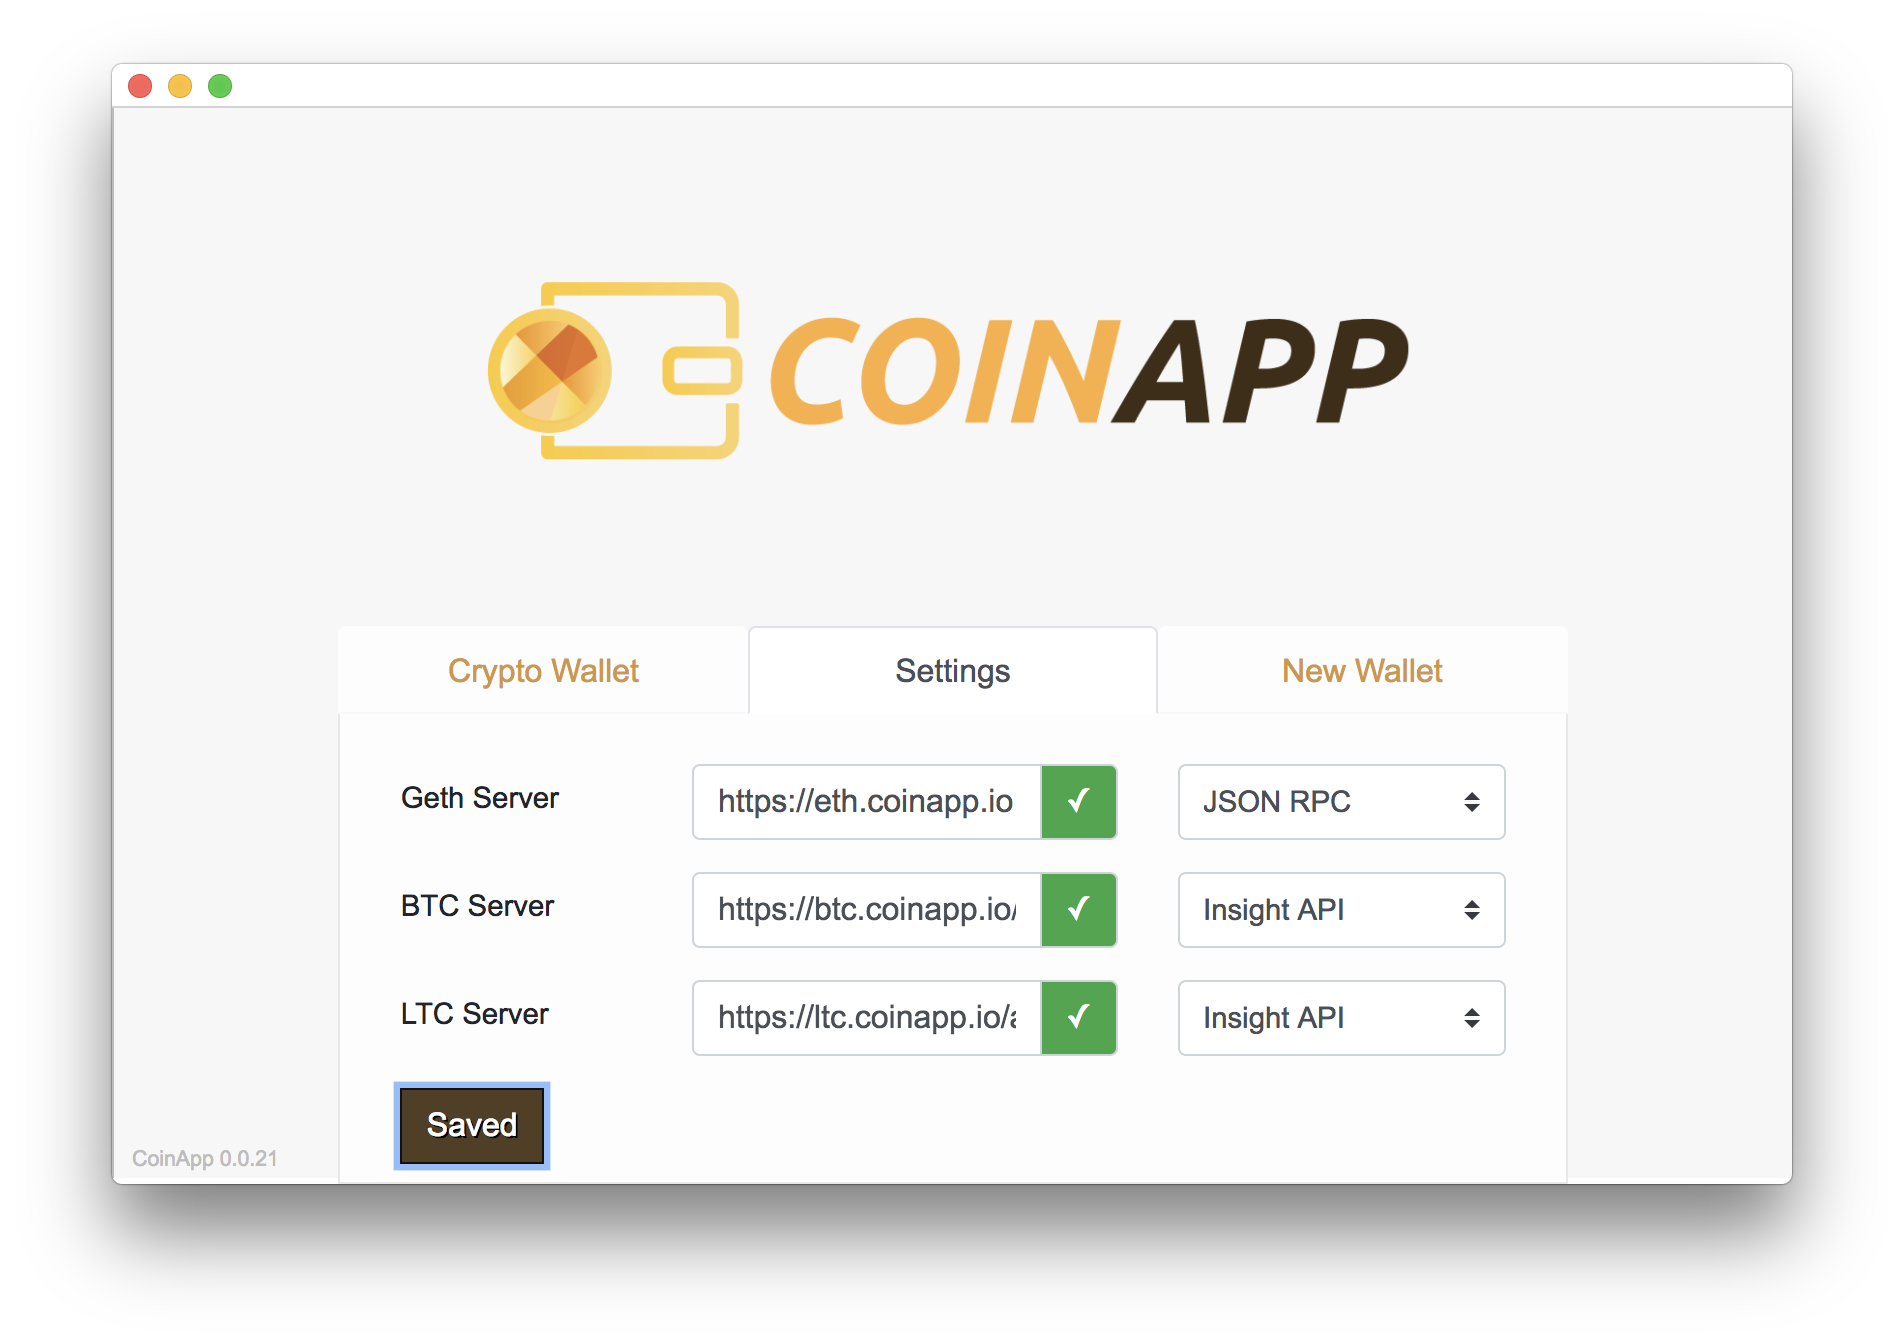 COINAPP
Crypto Wallet Settings New Wallet
Geth Server https://eth.coinapp.io ✓ JSON RPC
BTC Server https://btc.coinapp.io/ ✓ Insight API
LTC Server https://ltc.coinapp.io/a ✓ Insight API
Saved
CoinApp 0.0.21